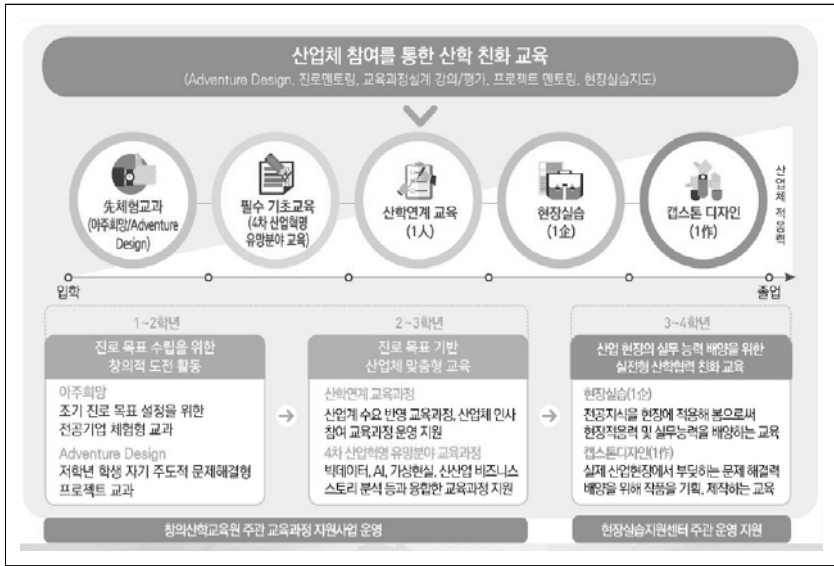 산업체 참여를 통한 산학 친화 교육
(Adventure Design, 진로멘토링, 교육과정설계 강의/평가, 프로젝트 멘토링, 현장실습지도)
先체험교과
(아주희망/Adventure
Design)
필수 기초교육
(4차 산업혁명
유망분야 교육)
산학연계 교육
(1人)
현장실습
(1企)
캡스톤 디자인
(1作)
산업체 적응력
입학
졸업
1~2학년
진로 목표 수립을 위한
창의적 도전 활동
아주희망
조기 진로 목표 설정을 위한
전공기업 체험형 교과
Adventure Design
저학년 학생 자기 주도적 문제해결형
프로젝트 교과
2~3학년
진로 목표 기반
산업체 맞춤형 교육
산학연계 교육과정
산업계 수요 반영 교육과정, 산업체 인사
참여 교육과정 운영 지원
4차 산업혁명 유망분야 교육과정
빅데이터, AI, 가상현실, 신산업 비즈니스
스토리 분석 등과 융합한 교육과정 지원
3~4학년
산업 현장의 실무 능력 배양을 위한
실전형 산학협력 친화 교육
현장실습(1企)
전공지식을 현장에 적용해 봄으로써
현장적응력 및 실무능력을 배양하는 교육
캡스톤디자인(1作)
실제 산업현장에서 부딪하는 문제 해결력
배양을 위해 작품을 기획, 제작하는 교육
창의산학교육원 주관 교육과정 지원사업 운영
현장실습지원센터 주관 운영 지원